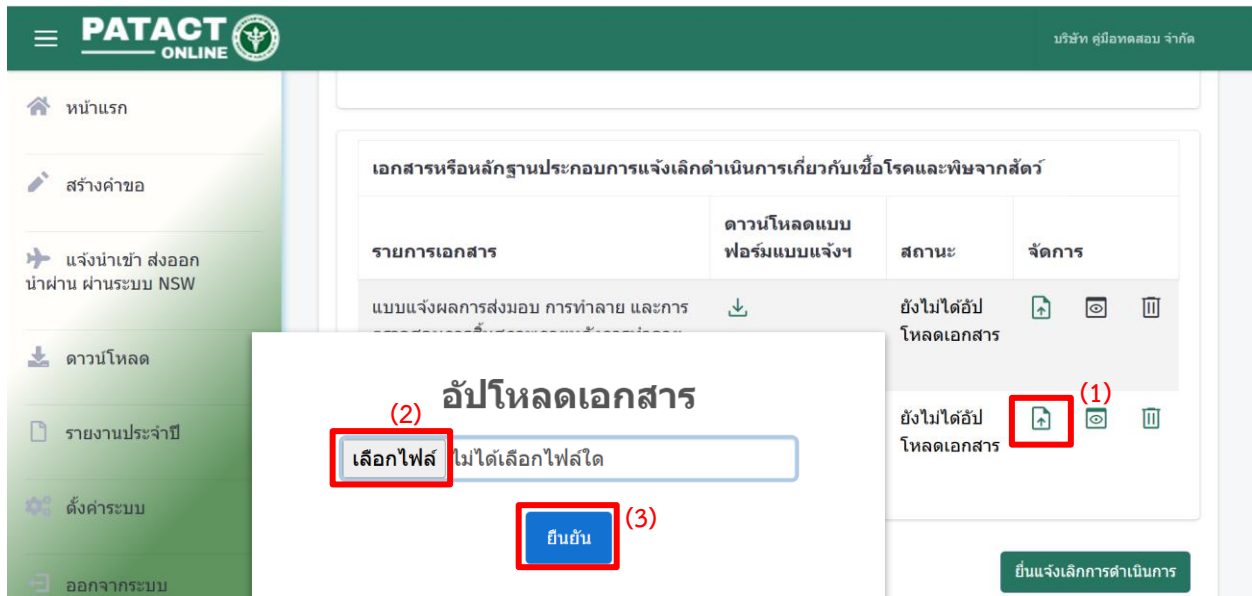 PATACT
ONLINE
บริษัท คู่มือทดสอบ จำกัด
หน้าแรก
สร้างคำขอ
แจ้งนำเข้า ส่งออก
นำผ่าน ผ่านระบบ NSW
ดาวน์โหลด
รายงานประจำปี
ตั้งค่าระบบ
ออกจากระบบ
เอกสารหรือหลักฐานประกอบการแจ้งเลิกดำเนินการเกี่ยวกับเชื้อโรคและพิษจากสัตว์
รายการเอกสาร
ดาวน์โหลดแบบ
ฟอร์มแบบแจ้งฯ
สถานะ
จัดการ
แบบแจ้งผลการส่งมอบ การทำลาย และการ
ยังไม่ได้อัป
โหลดเอกสาร
(1)
ยังไม่ได้อัป
โหลดเอกสาร
อัปโหลดเอกสาร
(2)
เลือกไฟล์ ไม่ได้เลือกไฟล์ใด
(3)
ยืนยัน
ยื่นแจ้งเลิกการดำเนินการ